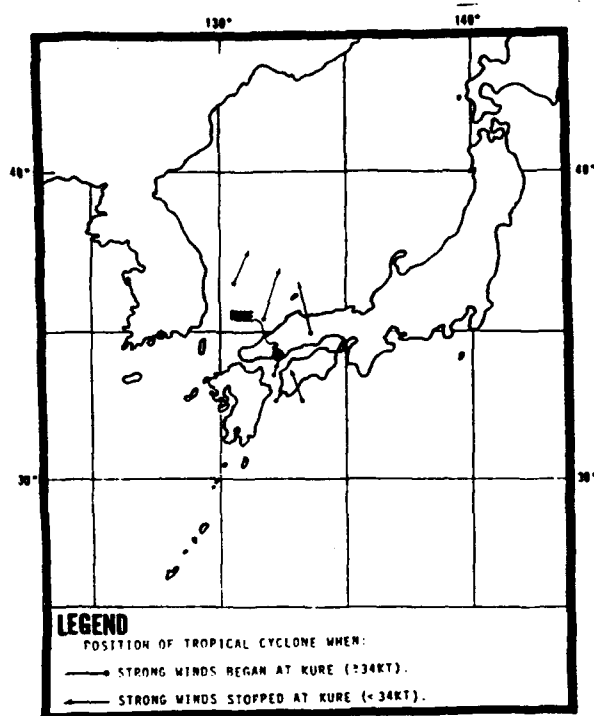 130° 140°
40° 40°
KURE
30° 30°
LEGEND
POSITION OF TROPICAL CYCLONE WHEN:
STRONG WINDS BEGAN AT KURE (≥34KT).
STRONG WINDS STOPPED AT KURE (<34KT).